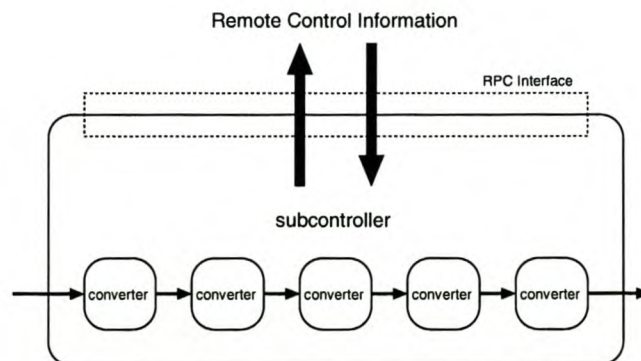 Remote Control Information
RPC Interface
subcontroller
converter converter converter converter converter